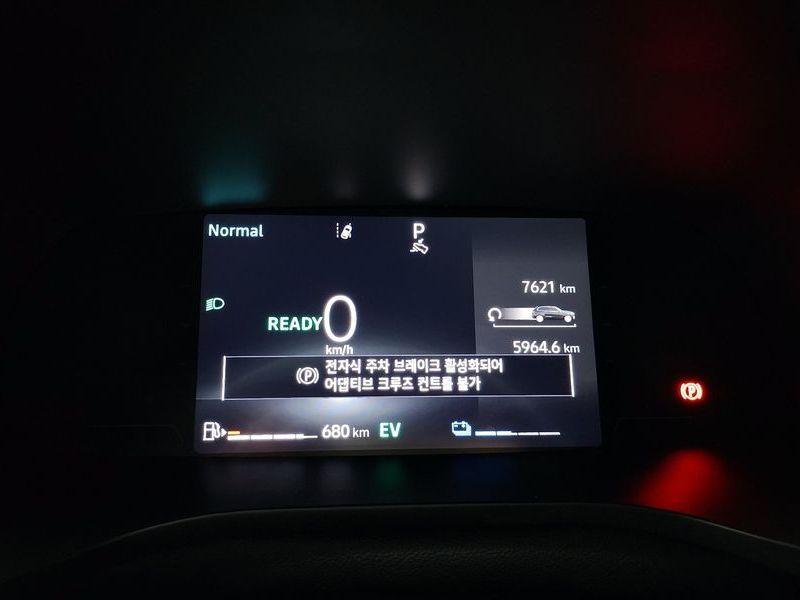 Normal
P
7621 km
READY 0
km/h
5964.6 km
(P) 전자식 주차 브레이크 활성화되어
어댑티브 크루즈 컨트롤 불가
(P)
680 km EV